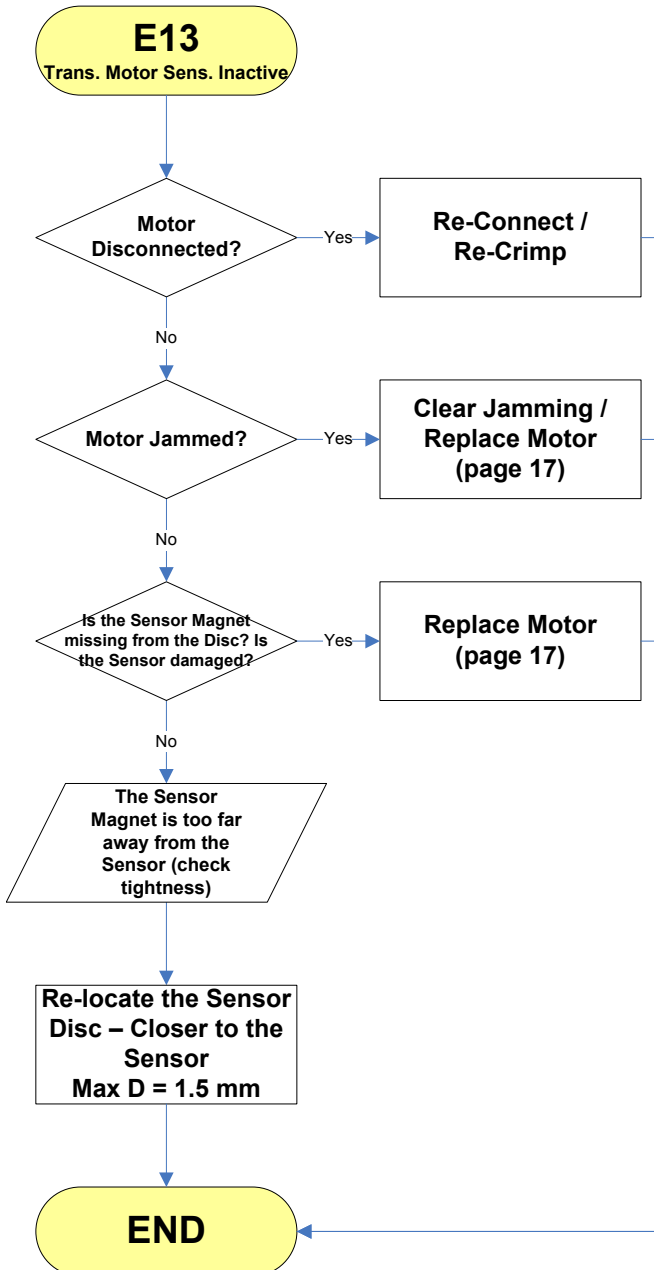 E13
Trans. Motor Sens. Inactive
Motor
Disconnected?
Yes
Re-Connect /
Re-Crimp
No
Motor Jammed?
Yes
Clear Jamming /
Replace Motor
(page 17)
No
Is the Sensor Magnet
missing from the Disc? Is
the Sensor damaged?
Yes
Replace Motor
(page 17)
No
The Sensor
Magnet is too far
away from the
Sensor (check
tightness)
Re-locate the Sensor
Disc – Closer to the
Sensor
Max D = 1.5 mm
END